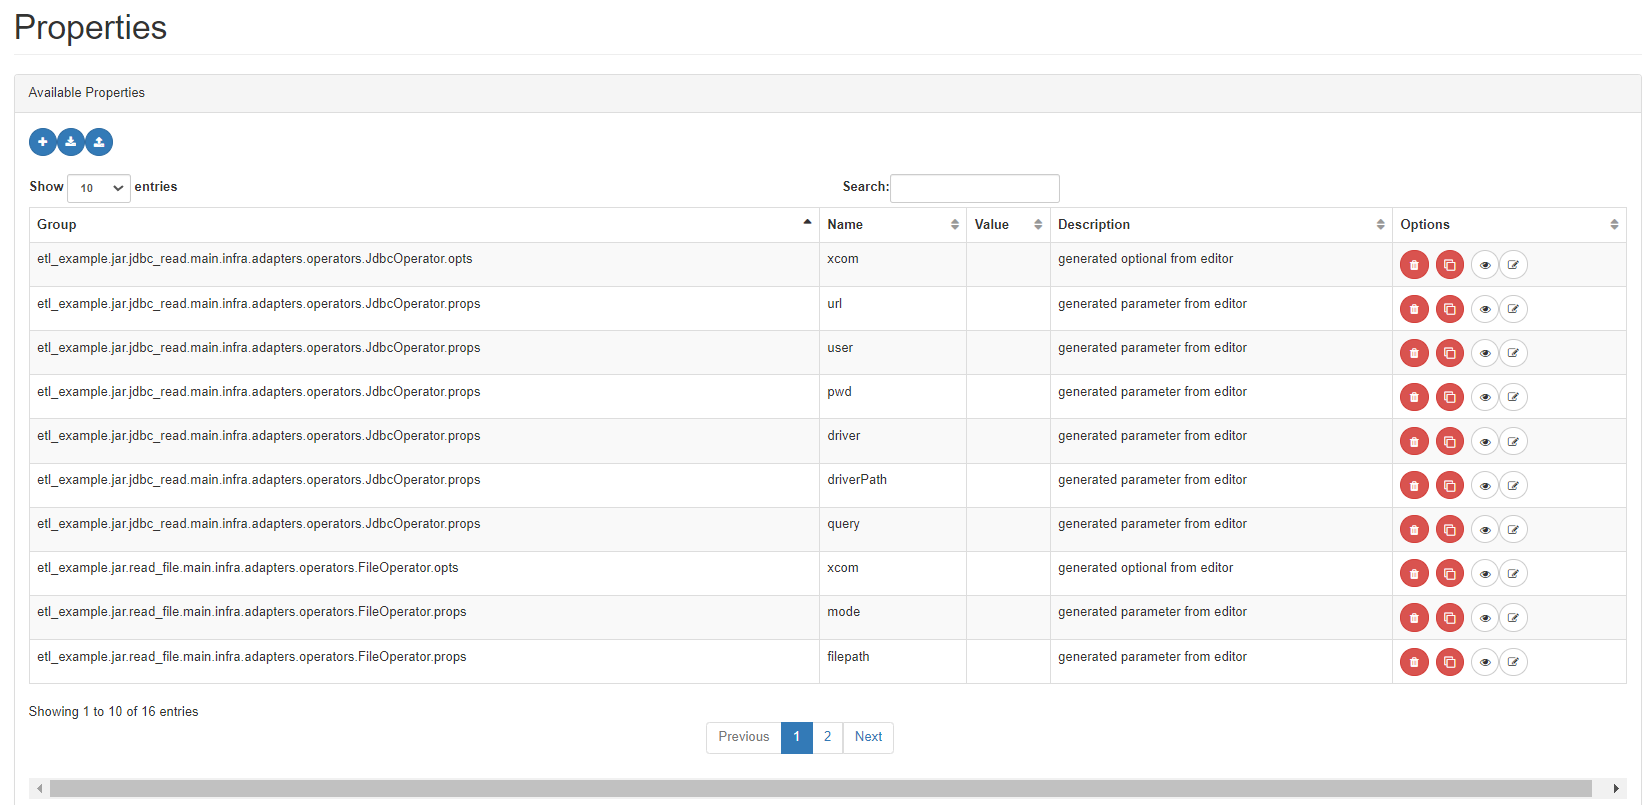 Properties
Available Properties
Show 10 entries Search:
Group Name Value Description Options
etl_example.jar.jdbc_read.main.infra.adapters.operators.JdbcOperator.opts xcom generated optional from editor
etl_example.jar.jdbc_read.main.infra.adapters.operators.JdbcOperator.props url generated parameter from editor
etl_example.jar.jdbc_read.main.infra.adapters.operators.JdbcOperator.props user generated parameter from editor
etl_example.jar.jdbc_read.main.infra.adapters.operators.JdbcOperator.props pwd generated parameter from editor
etl_example.jar.jdbc_read.main.infra.adapters.operators.JdbcOperator.props driver generated parameter from editor
etl_example.jar.jdbc_read.main.infra.adapters.operators.JdbcOperator.props driverPath generated parameter from editor
etl_example.jar.jdbc_read.main.infra.adapters.operators.JdbcOperator.props query generated parameter from editor
etl_example.jar.read_file.main.infra.adapters.operators.FileOperator.opts xcom generated optional from editor
etl_example.jar.read_file.main.infra.adapters.operators.FileOperator.props mode generated parameter from editor
etl_example.jar.read_file.main.infra.adapters.operators.FileOperator.props filepath generated parameter from editor
Showing 1 to 10 of 16 entries
Previous 1 2 Next